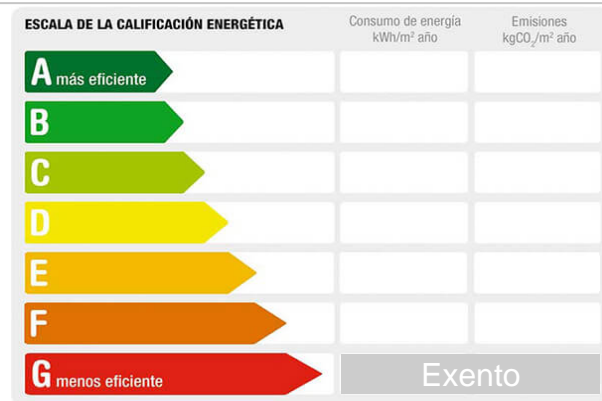 ESCALA DE LA CALIFICACIÓN ENERGÉTICA
Consumo de energía
kWh/m² año
Emisiones
kgCO₂/m² año
A más eficiente
B
C
D
E
F
G menos eficiente
Exento